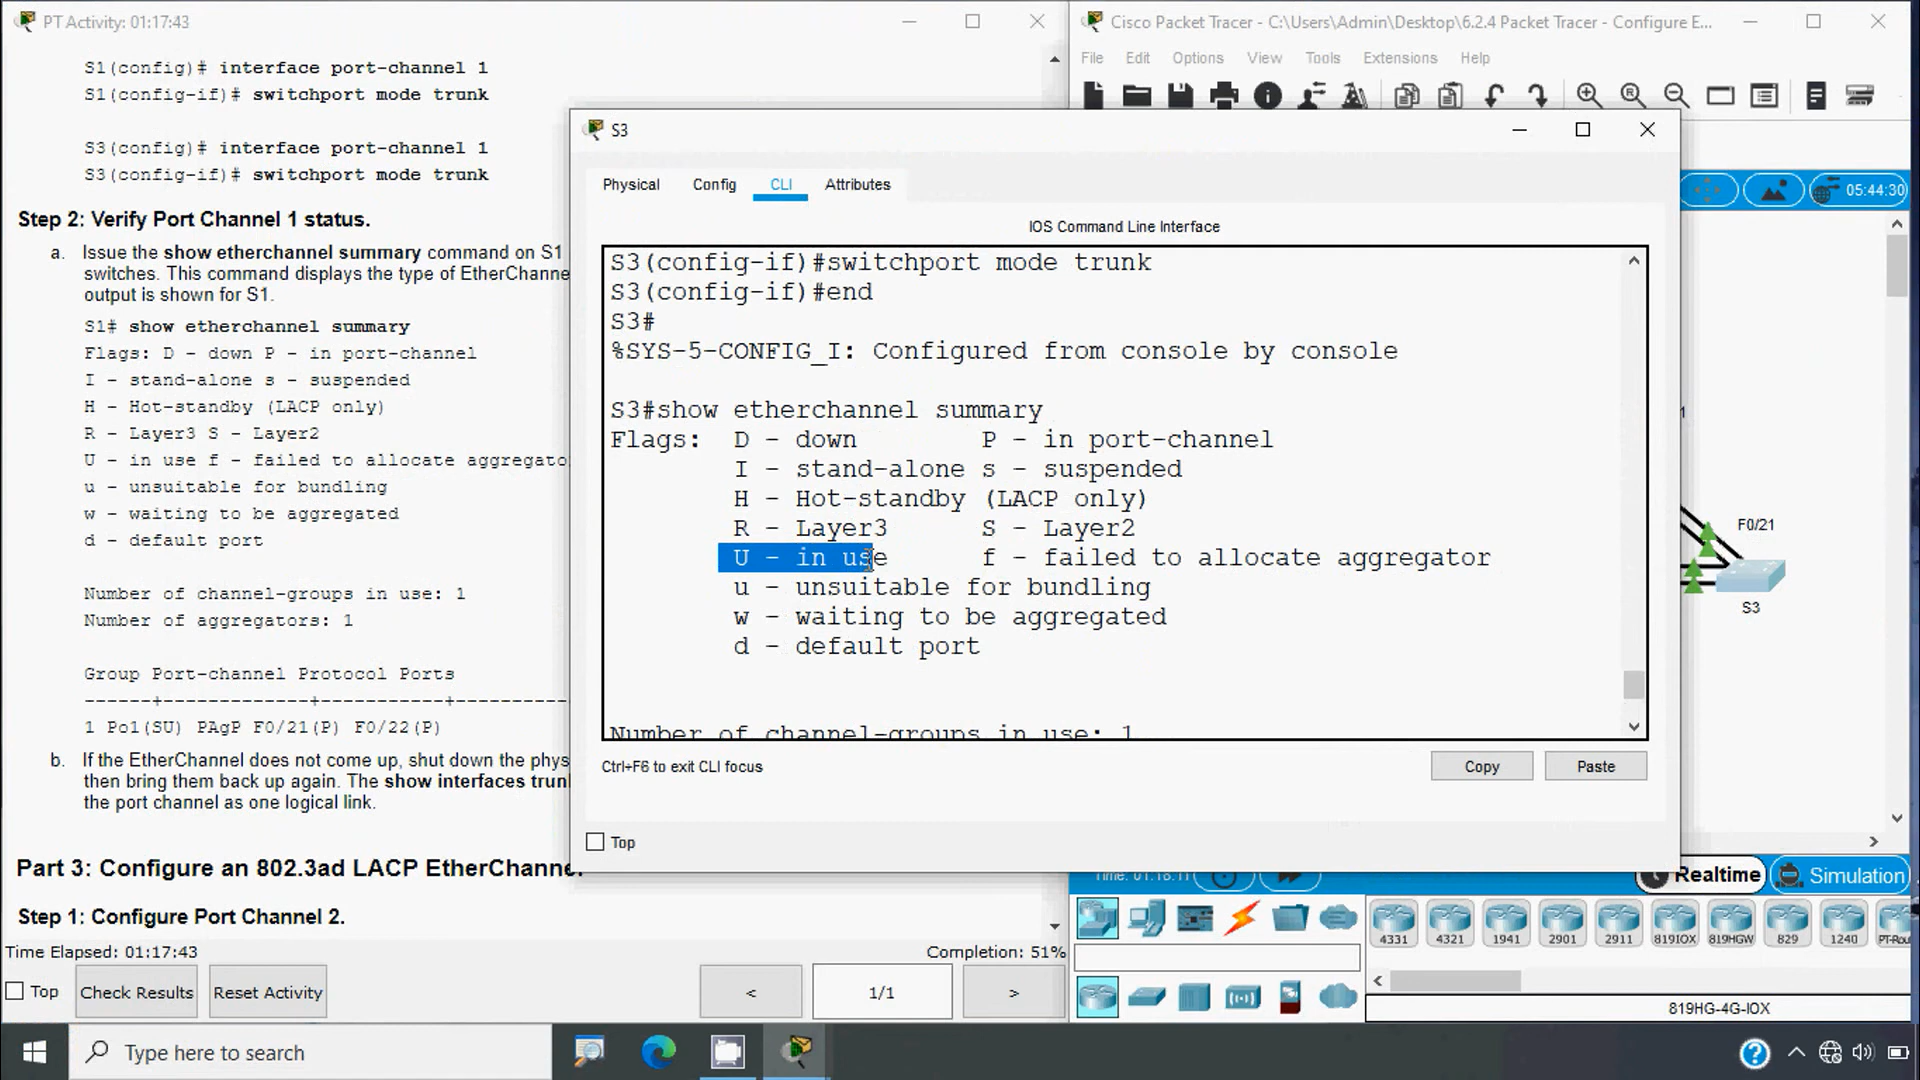 PT Activity: 01:17:43
S1(config)# interface port-channel 1
S1(config-if)# switchport mode trunk
S3(config)# interface port-channel 1
S3(config-if)# switchport mode trunk
Step 2: Verify Port Channel 1 status.
a. Issue the show etherchannel summary command on S1
switches. This command displays the type of EtherChanne
output is shown for S1.
S1# show etherchannel summary
Flags: D - down P - in port-channel
I - stand-alone s - suspended
H - Hot-standby (LACP only)
R - Layer3 S - Layer2
U - in use f - failed to allocate aggregato
u - unsuitable for bundling
w - waiting to be aggregated
d - default port
Number of channel-groups in use: 1
Number of aggregators: 1
Group Port-channel Protocol Ports
------+-------------+-----------+---------
1 Po1(SU) PAgP F0/21(P) F0/22(P)
b. If the EtherChannel does not come up, shut down the phys
then bring them back up again. The show interfaces trun
the port channel as one logical link.
Part 3: Configure an 802.3ad LACP EtherChannel
Step 1: Configure Port Channel 2.
Time Elapsed: 01:17:43
Completion: 51%
Top
Check Results
Reset Activity
<
1/1
>
Cisco Packet Tracer - C:\Users\Admin\Desktop\6.2.4 Packet Tracer - Configure E...
File Edit Options View Tools Extensions Help
05:44:30
S3
Physical Config CLI Attributes
IOS Command Line Interface
S3(config-if)#switchport mode trunk
S3(config-if)#end
S3#
%SYS-5-CONFIG_I: Configured from console by console
S3#show etherchannel summary
Flags: D - down P - in port-channel
I - stand-alone s - suspended
H - Hot-standby (LACP only)
R - Layer3 S - Layer2
U - in use f - failed to allocate aggregator
u - unsuitable for bundling
w - waiting to be aggregated
d - default port
Number of channel-groups in use: 1
Ctrl+F6 to exit CLI focus
Copy
Paste
Top
F0/21
S3
Realtime
Simulation
4331 4321 1941 2901 2911 819IOX 819HGW 829 1240 PT-Rou
819HG-4G-IOX
Type here to search